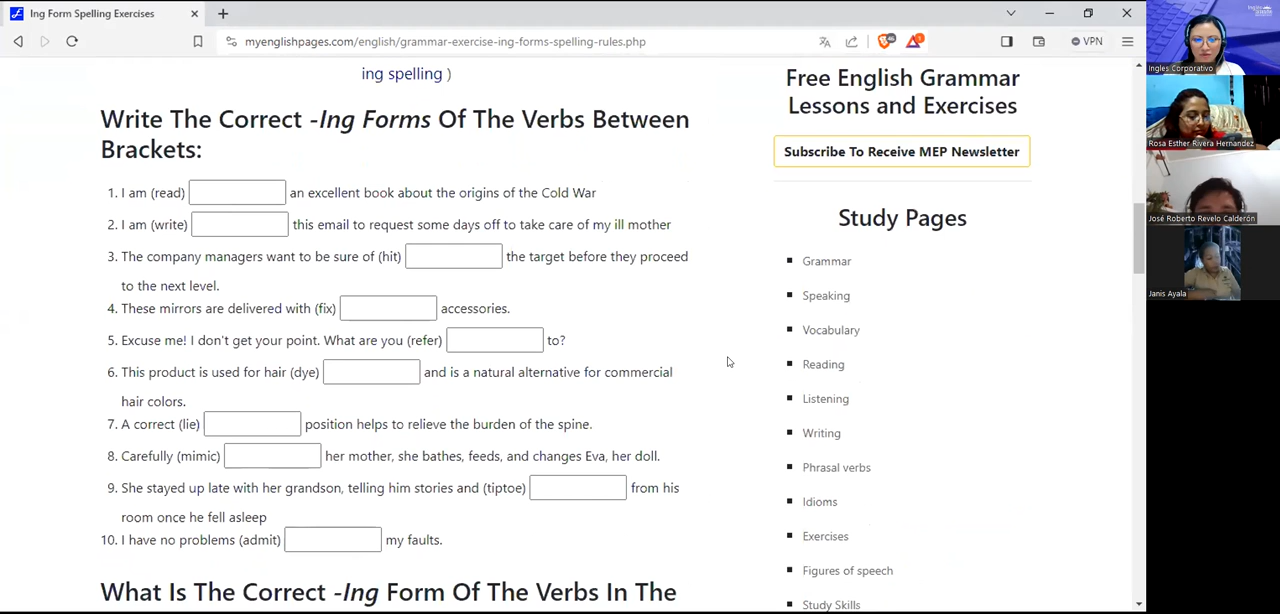 Ing Form Spelling Exercises
myenglishpages.com/english/grammar-exercise-ing-forms-spelling-rules.php
VPN
ing spelling )
Write The Correct -Ing Forms Of The Verbs Between
Brackets:
1. I am (read) an excellent book about the origins of the Cold War
2. I am (write) this email to request some days off to take care of my ill mother
3. The company managers want to be sure of (hit) the target before they proceed
to the next level.
4. These mirrors are delivered with (fix) accessories.
5. Excuse me! I don't get your point. What are you (refer) to?
6. This product is used for hair (dye) and is a natural alternative for commercial
hair colors.
7. A correct (lie) position helps to relieve the burden of the spine.
8. Carefully (mimic) her mother, she bathes, feeds, and changes Eva, her doll.
9. She stayed up late with her grandson, telling him stories and (tiptoe) from his
room once he fell asleep
10. I have no problems (admit) my faults.
What Is The Correct -Ing Form Of The Verbs In The
Free English Grammar
Lessons and Exercises
Subscribe To Receive MEP Newsletter
Study Pages
Grammar
Speaking
Vocabulary
Reading
Listening
Writing
Phrasal verbs
Idioms
Exercises
Figures of speech
Study Skills
Ingles Corporativo
Rosa Esther Rivera Hernandez
José Roberto Revelo Calderón
Janis Ayala